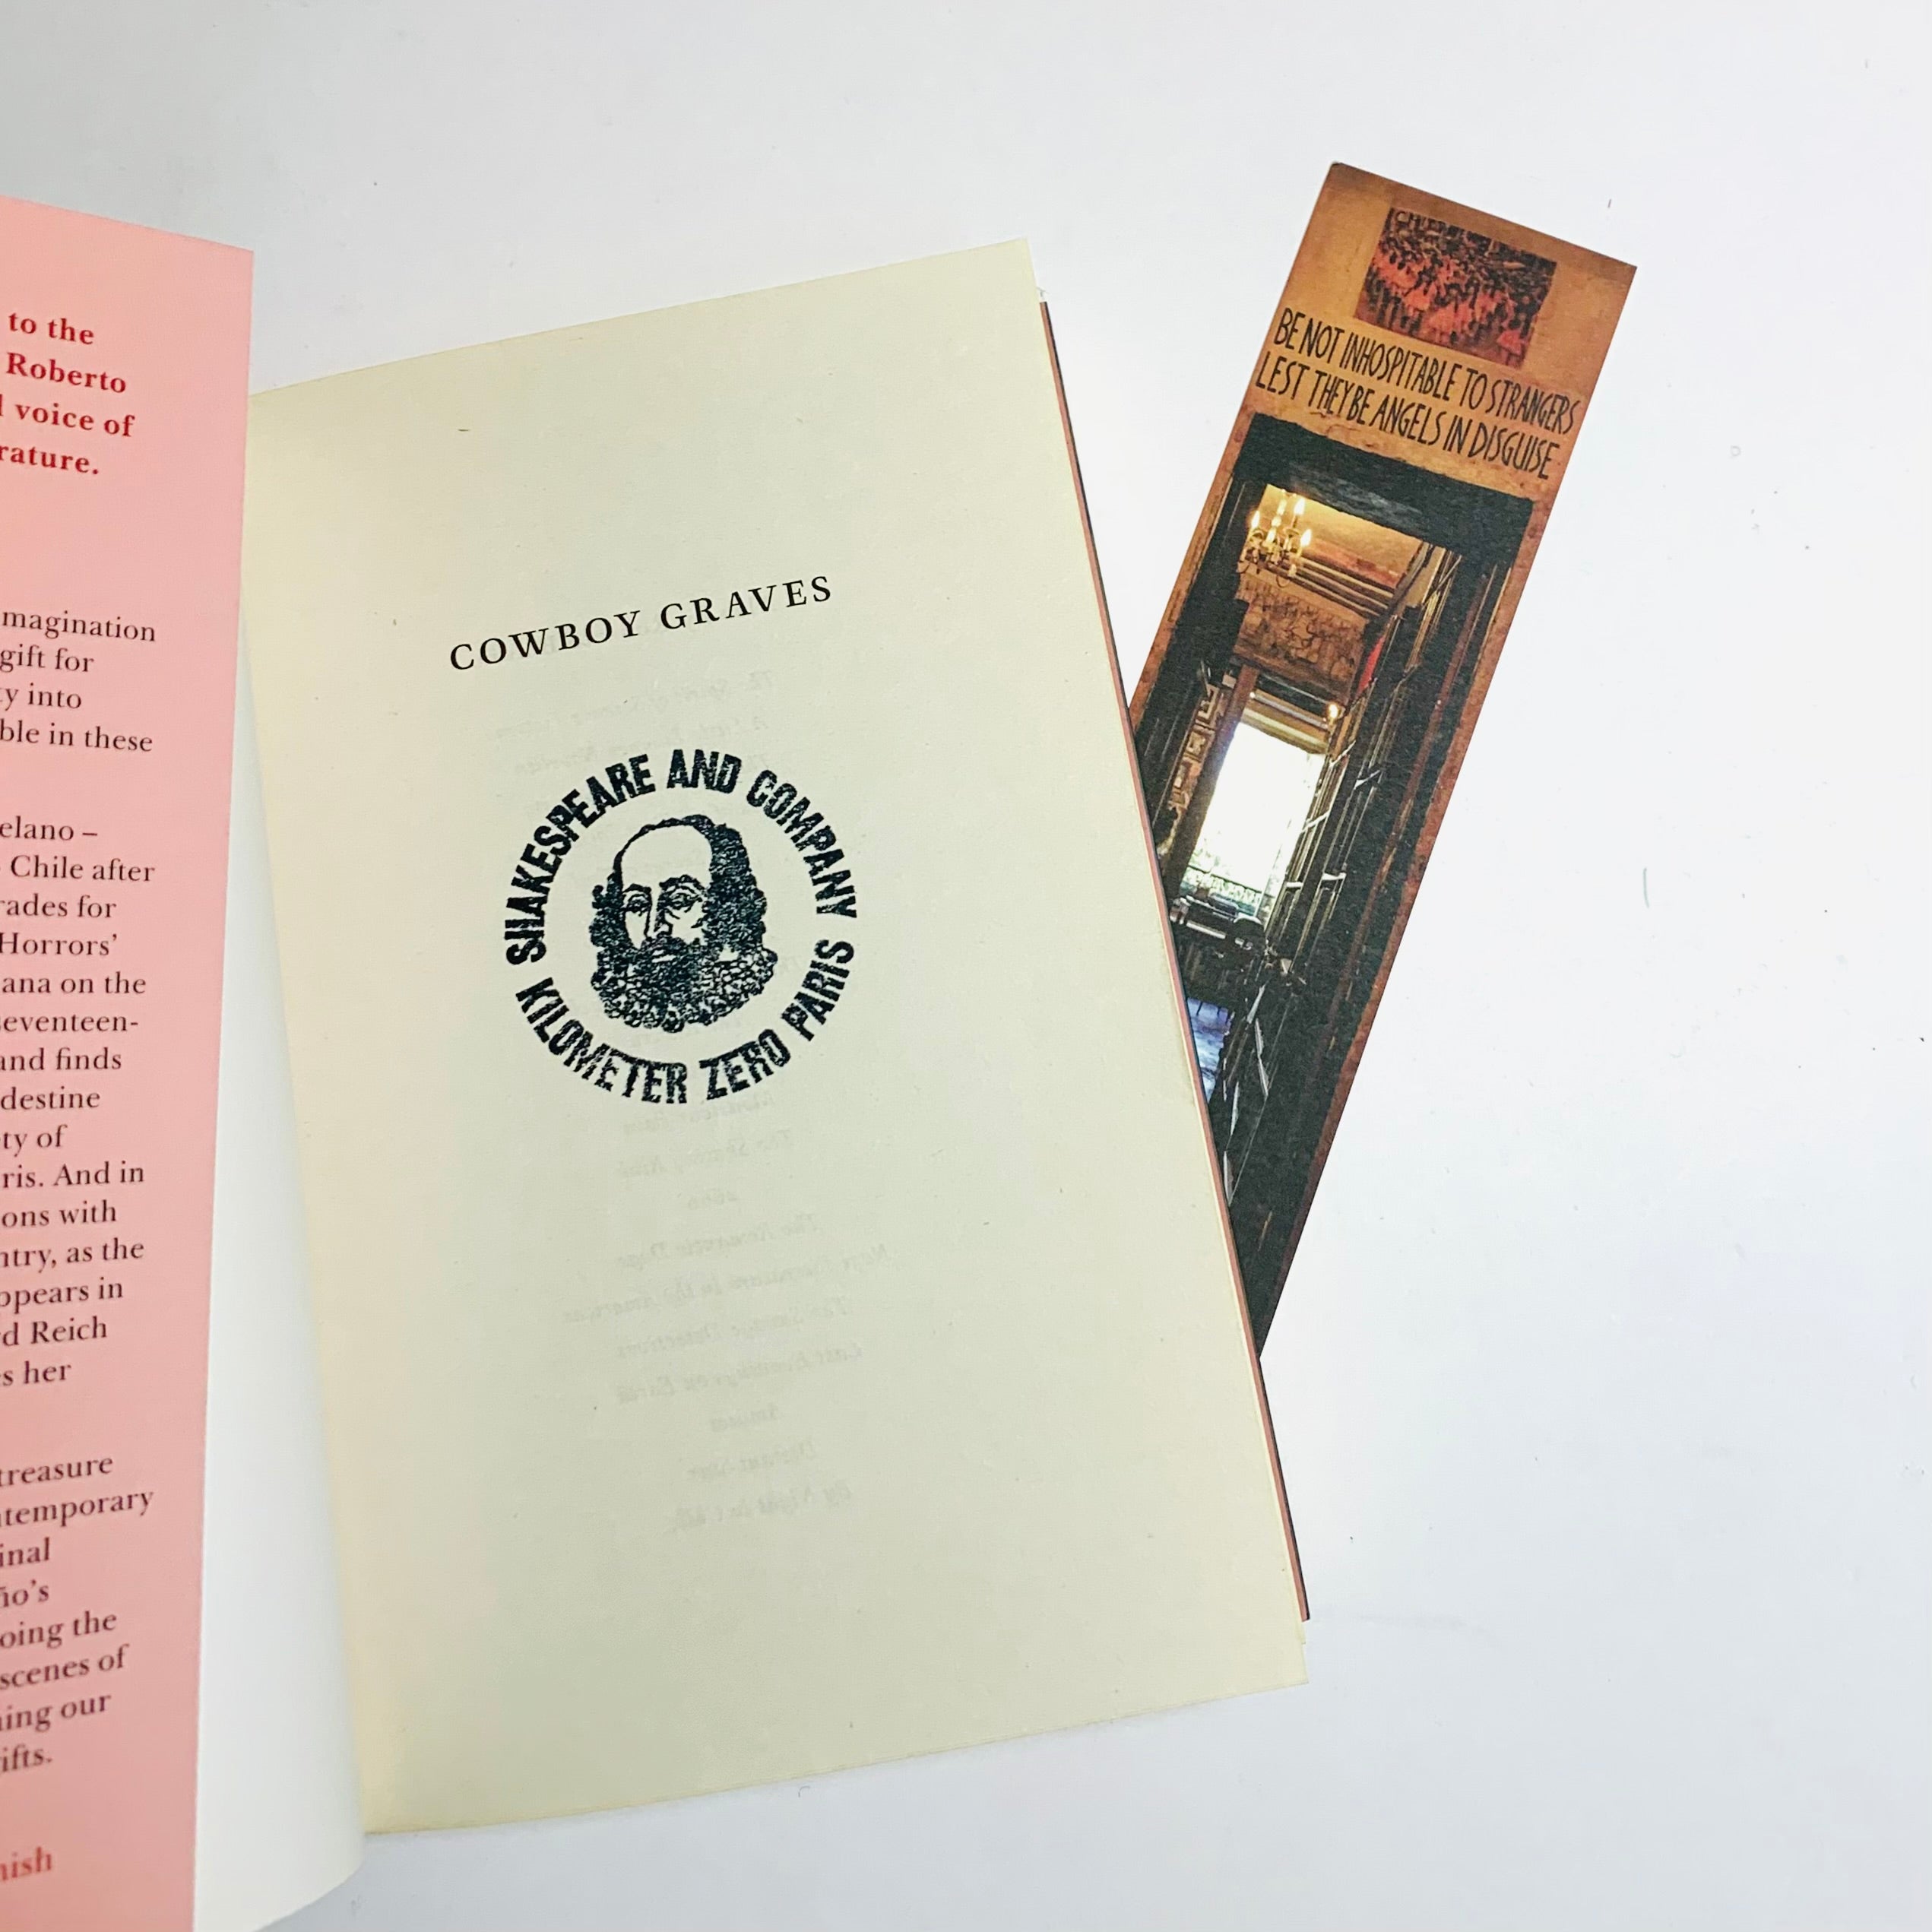 to the
Roberto
voice of
rature.
magination
gift for
ty into
ble in these
elano –
Chile after
rades for
Horrors’
ana on the
seventeen-
and finds
destine
ty of
ris. And in
ons with
ntry, as the
ppears in
d Reich
s her
treasure
ntemporary
inal
ño’s
oing the
scenes of
ning our
ifts.
nish
COWBOY GRAVES
SHAKESPEARE AND COMPANY
KILOMETER ZERO PARIS
BE NOT INHOSPITABLE TO STRANGERS
LEST THEY BE ANGELS IN DISGUISE